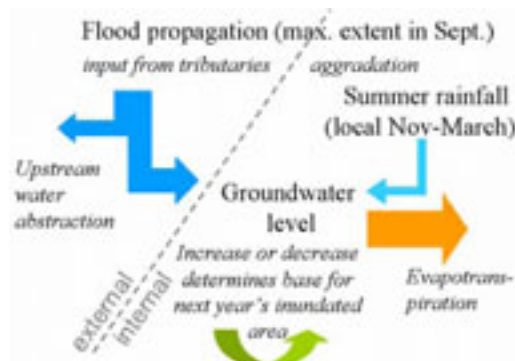 Flood propagation (max. extent in Sept.)
input from tributaries
aggradation
Summer rainfall
(local Nov-March)
Upstream
water
abstraction
Groundwater
level
Increase or decrease
determines base for
next year's inundated
area
Evapotrans-
piration
external
internal